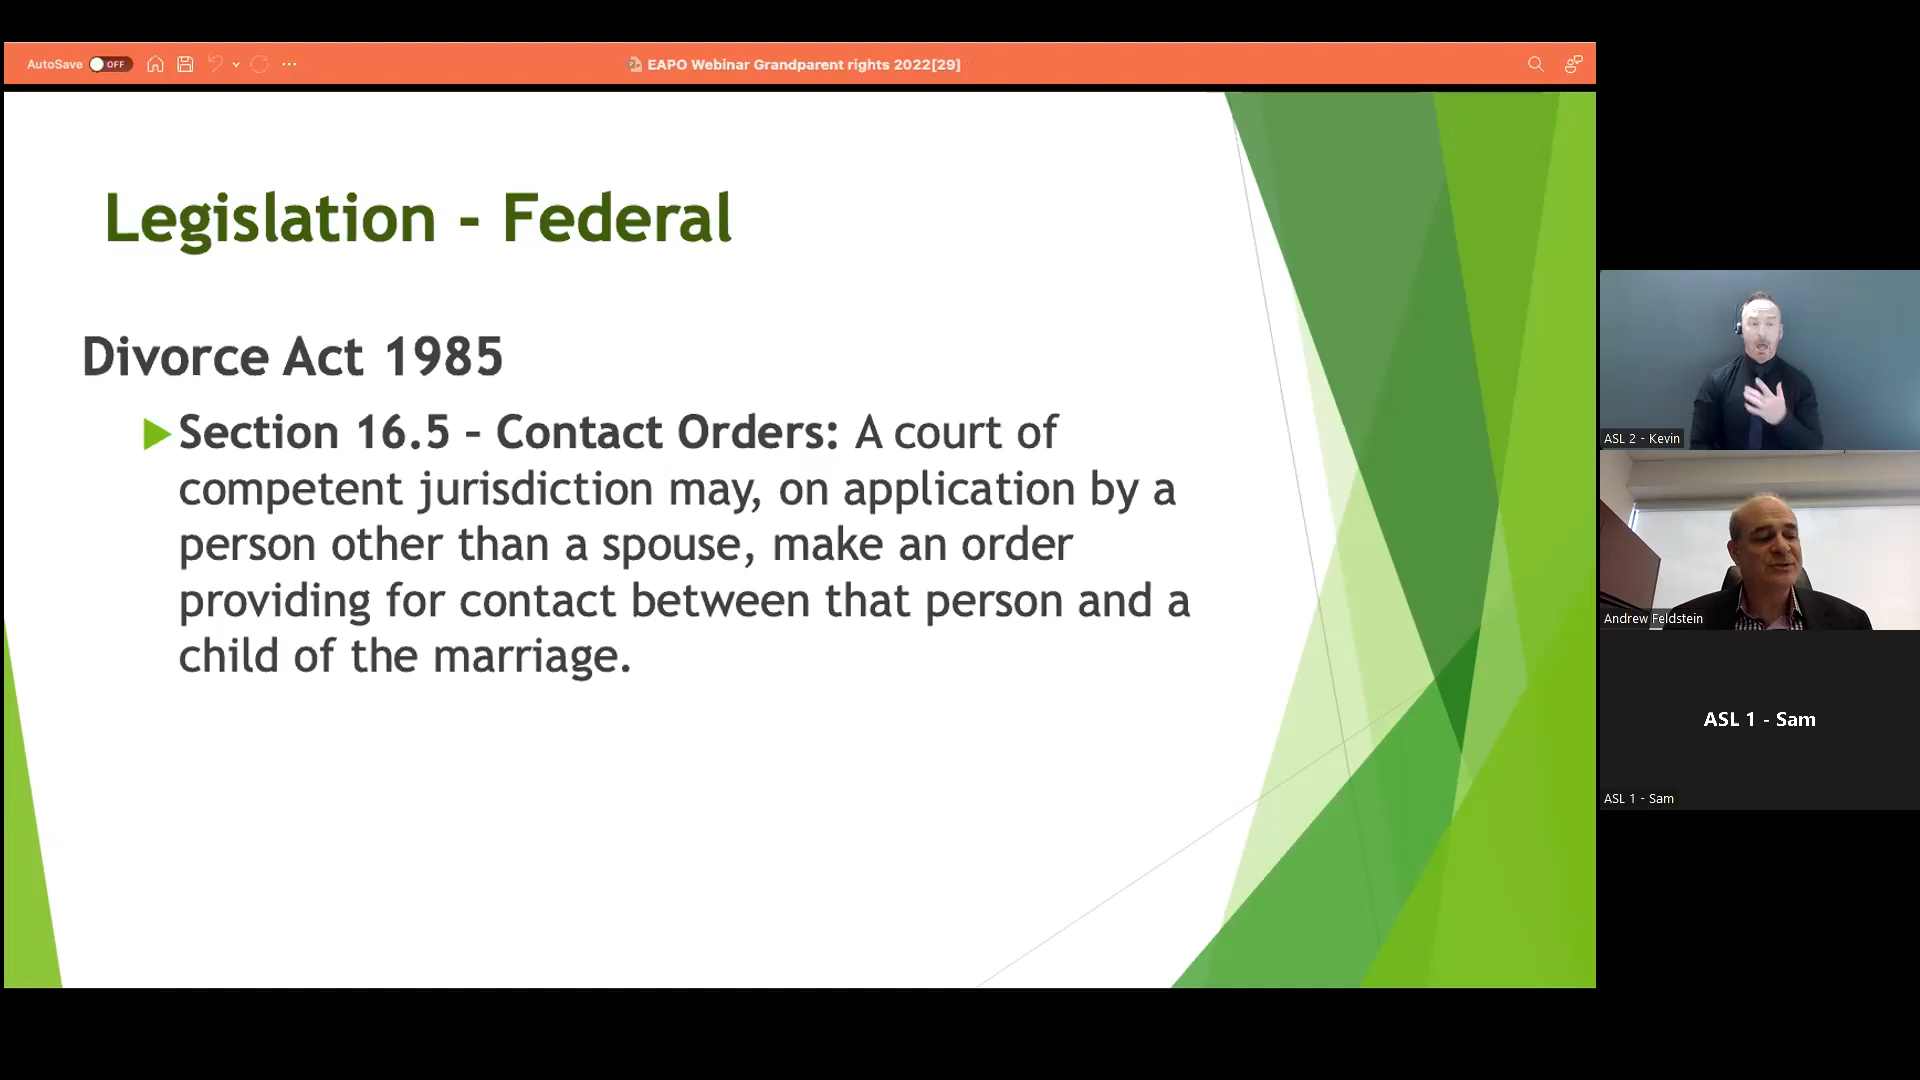 AutoSave OFF
EAPO Webinar Grandparent rights 2022[29]
Legislation - Federal
Divorce Act 1985
Section 16.5 – Contact Orders: A court of
competent jurisdiction may, on application by a
person other than a spouse, make an order
providing for contact between that person and a
child of the marriage.
ASL 2 - Kevin
Andrew Feldstein
ASL 1 - Sam
ASL 1 - Sam